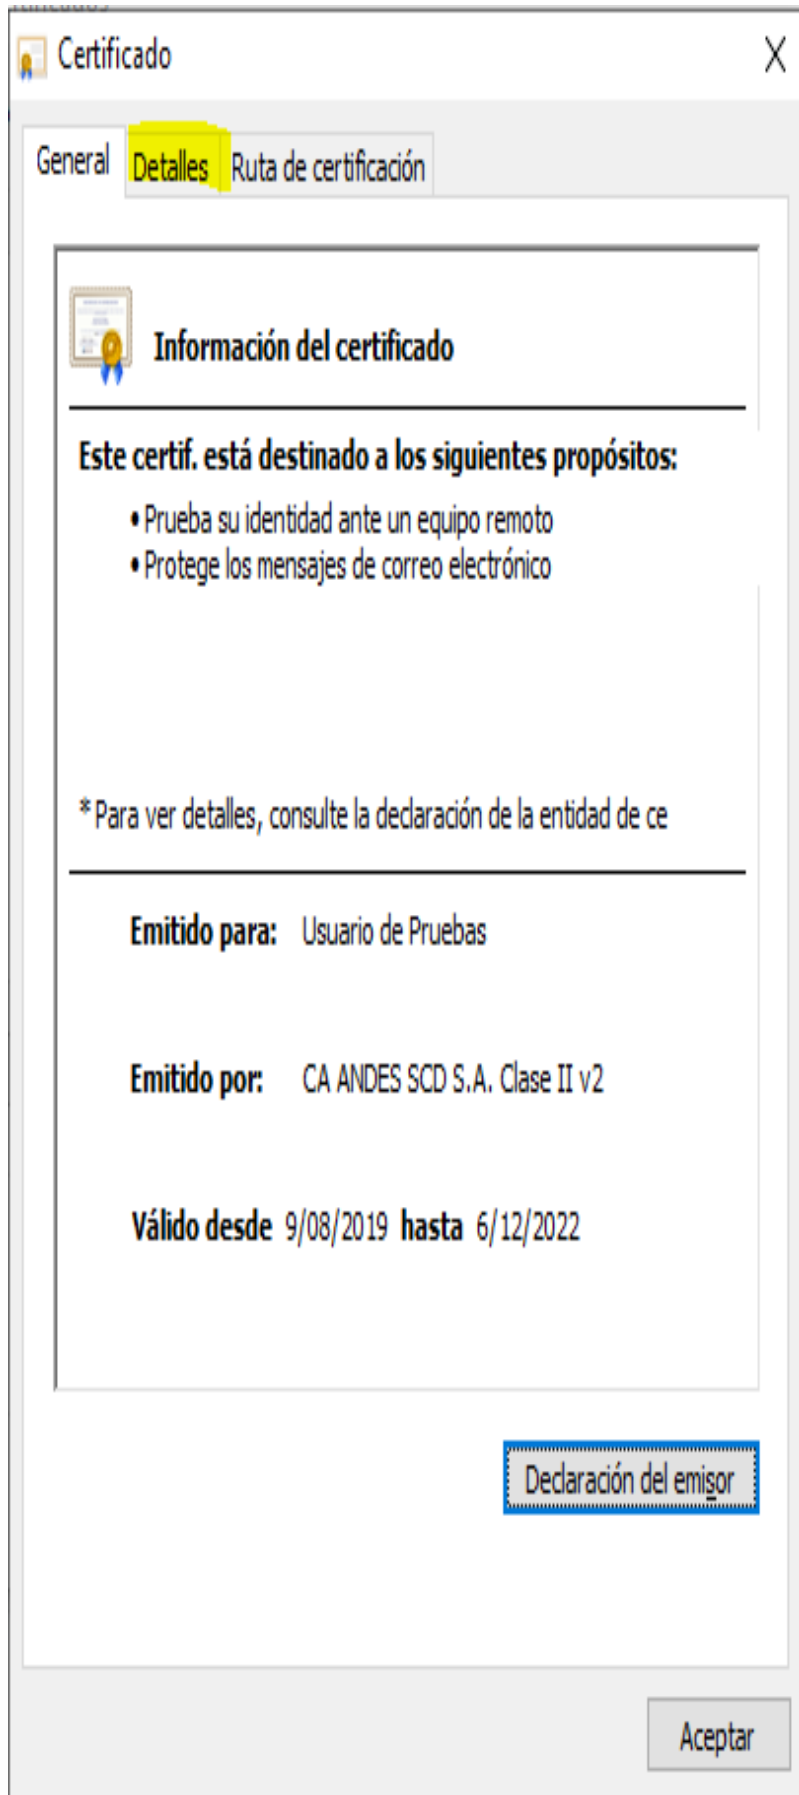 Certificado
General Detalles Ruta de certificación
Información del certificado
Este certif. está destinado a los siguientes propósitos:
• Prueba su identidad ante un equipo remoto
• Protege los mensajes de correo electrónico
* Para ver detalles, consulte la declaración de la entidad de ce
Emitido para: Usuario de Pruebas
Emitido por: CA ANDES SCD S.A. Clase II v2
Válido desde 9/08/2019 hasta 6/12/2022
Declaración del emisor
Aceptar